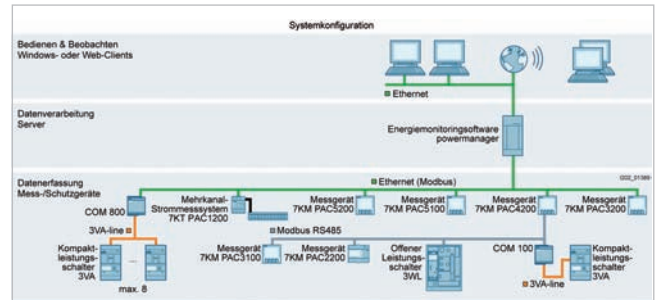 Systemkonfiguration
Bedienen & Beobachten
Windows- oder Web-Clients
Ethernet
Datenverarbeitung
Server
Energiemonitoringsoftware
powermanager
Datenerfassung
Mess-/Schutzgeräte
Ethernet (Modbus)
COM 800
Mehrkanal-
Strommesssystem
7KT PAC1200
Messgerät
7KM PAC5200
Messgerät
7KM PAC5100
Messgerät
7KM PAC4200
Messgerät
7KM PAC3200
3VA-line
Modbus RS485
Kompakt-
leistungs-
schalter
3VA
...
max. 8
Messgerät
7KM PAC3100
Messgerät
7KM PAC2200
Offener
Leistungs-
schalter
3WL
COM 100
3VA-line
Kompakt-
leistungs-
schalter
3VA